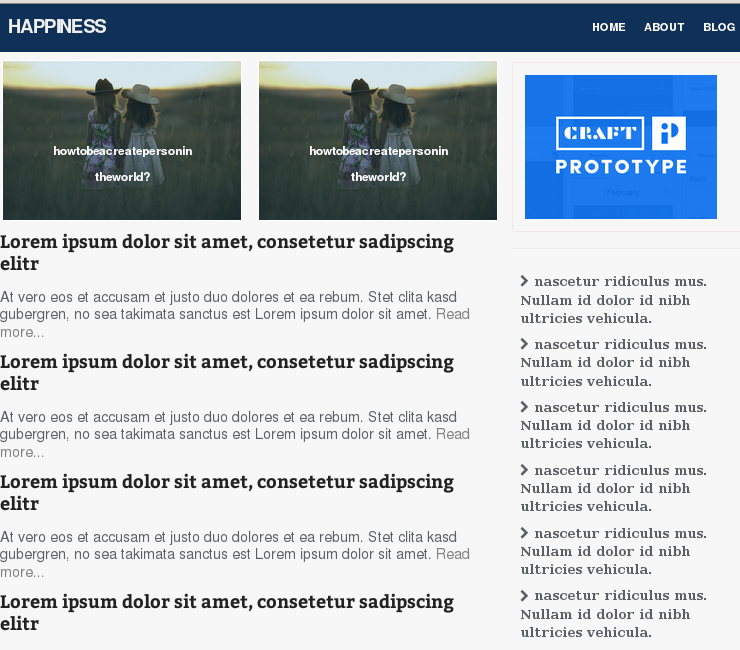 HAPPINESS
HOME ABOUT BLOG
howtobeacreatepersonin
theworld?
howtobeacreatepersonin
theworld?
Lorem ipsum dolor sit amet, consetetur sadipscing
elitr
At vero eos et accusam et justo duo dolores et ea rebum. Stet clita kasd
gubergren, no sea takimata sanctus est Lorem ipsum dolor sit amet. Read
more...
Lorem ipsum dolor sit amet, consetetur sadipscing
elitr
At vero eos et accusam et justo duo dolores et ea rebum. Stet clita kasd
gubergren, no sea takimata sanctus est Lorem ipsum dolor sit amet. Read
more...
Lorem ipsum dolor sit amet, consetetur sadipscing
elitr
At vero eos et accusam et justo duo dolores et ea rebum. Stet clita kasd
gubergren, no sea takimata sanctus est Lorem ipsum dolor sit amet. Read
more...
Lorem ipsum dolor sit amet, consetetur sadipscing
elitr
CRAFT iP
PROTOTYPE
February
nascetur ridiculus mus.
Nullam id dolor id nibh
ultricies vehicula.
nascetur ridiculus mus.
Nullam id dolor id nibh
ultricies vehicula.
nascetur ridiculus mus.
Nullam id dolor id nibh
ultricies vehicula.
nascetur ridiculus mus.
Nullam id dolor id nibh
ultricies vehicula.
nascetur ridiculus mus.
Nullam id dolor id nibh
ultricies vehicula.
nascetur ridiculus mus.
Nullam id dolor id nibh
ultricies vehicula.